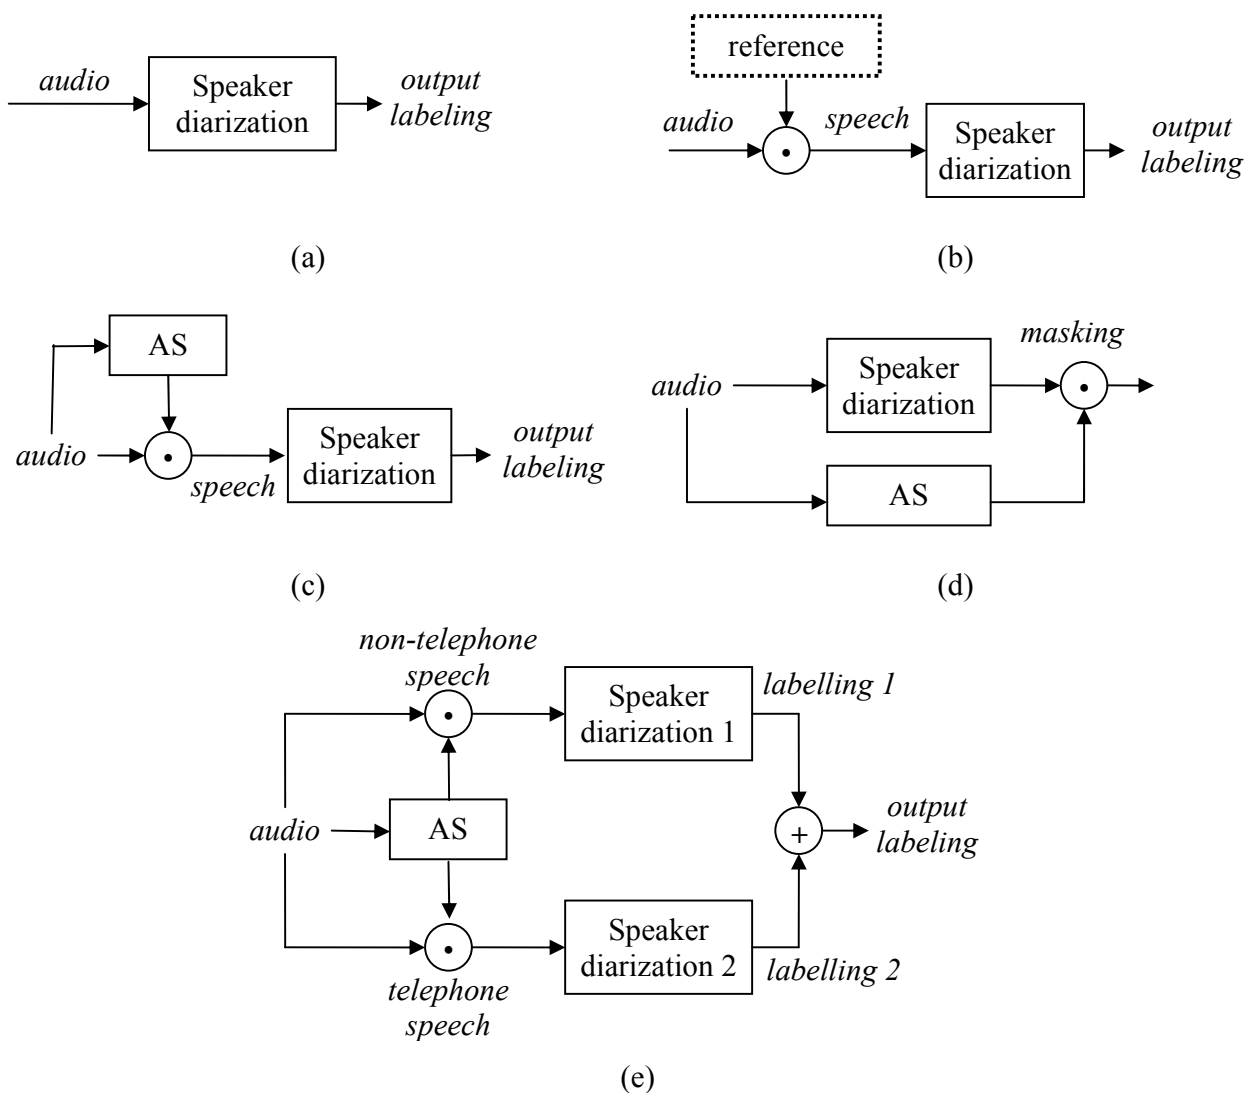 audio
Speaker
diarization
output
labeling
(a)
reference
audio
speech
Speaker
diarization
output
labeling
(b)
AS
audio
speech
Speaker
diarization
output
labeling
(c)
audio
Speaker
diarization
masking
AS
(d)
non-telephone
speech
Speaker
diarization 1
labelling 1
audio
AS
+
output
labeling
Speaker
diarization 2
labelling 2
telephone
speech
(e)